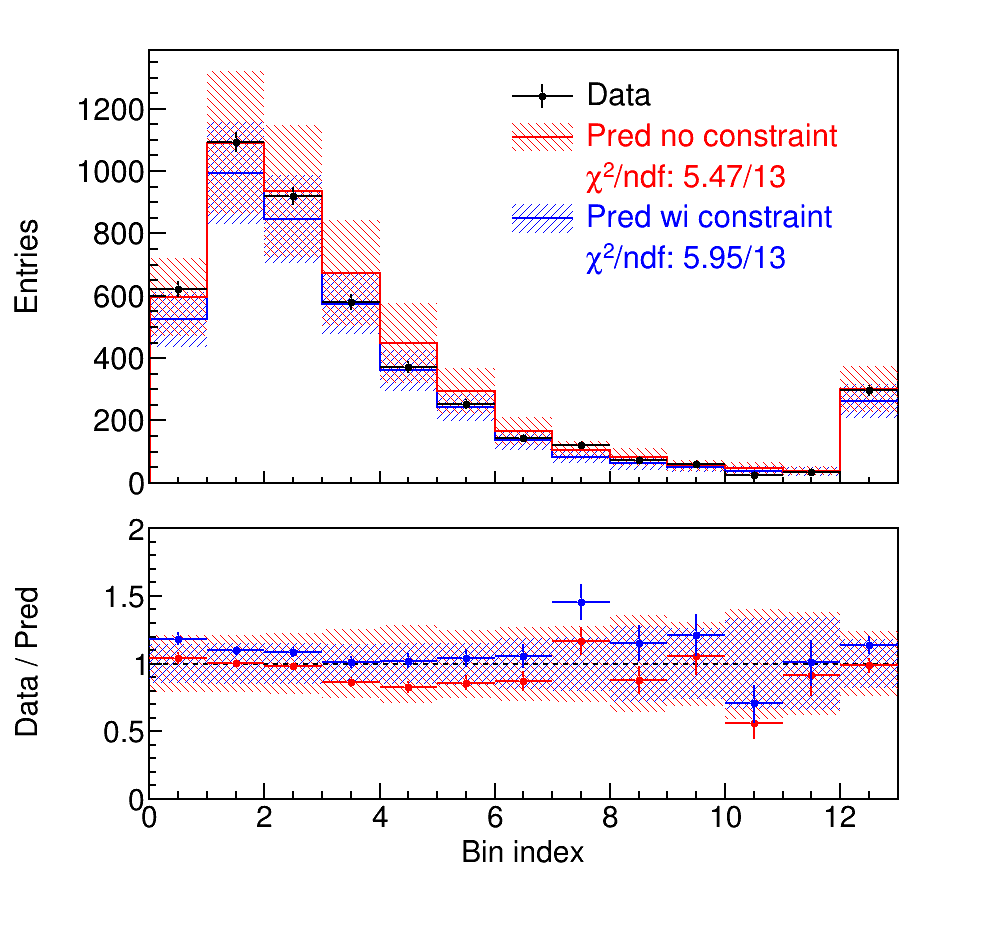 Entries
1200
1000
800
600
400
200
0
Data
Pred no constraint
χ²/ndf: 5.47/13
Pred wi constraint
χ²/ndf: 5.95/13
Data / Pred
2
1.5
1
0.5
0
0 2 4 6 8 10 12
Bin index